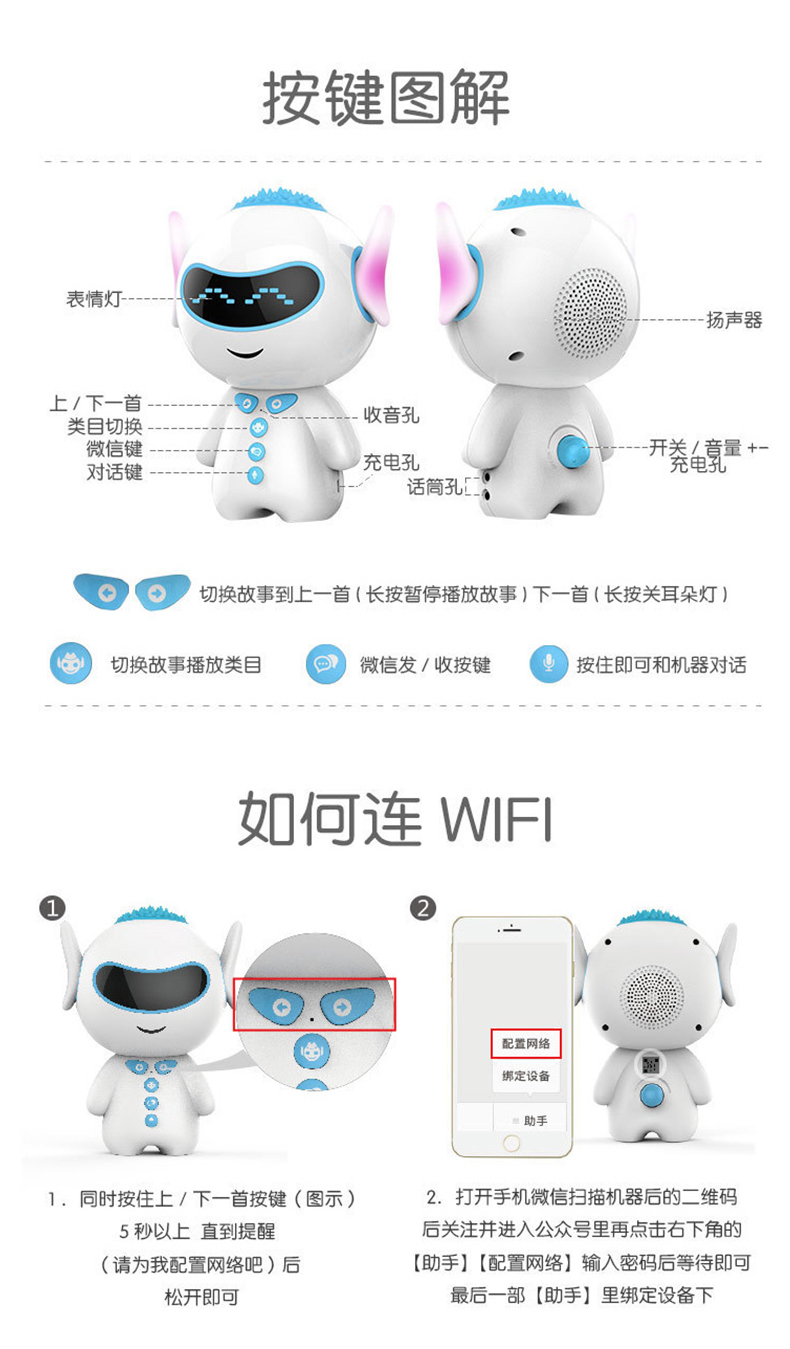 按键图解
表情灯
扬声器
上 / 下一首
类目切换
微信键
对话键
收音孔
充电孔
话筒孔
开关 / 音量 +-
充电孔
切换故事到上一首 ( 长按暂停播放故事 ) 下一首 ( 长按关耳朵灯 )
切换故事播放类目
微信发 / 收按键
按住即可和机器对话
如何连 WIFI
1
2
配置网络
绑定设备
助手
1 . 同时按住上 / 下一首按键 ( 图示 )
5 秒以上 直到提醒
( 请为我配置网络吧 ) 后
松开即可
2. 打开手机微信扫描机器后的二维码
后关注并进入公众号里再点击右下角的
【助手】【配置网络】输入密码后等待即可
最后一部【助手】里绑定设备下